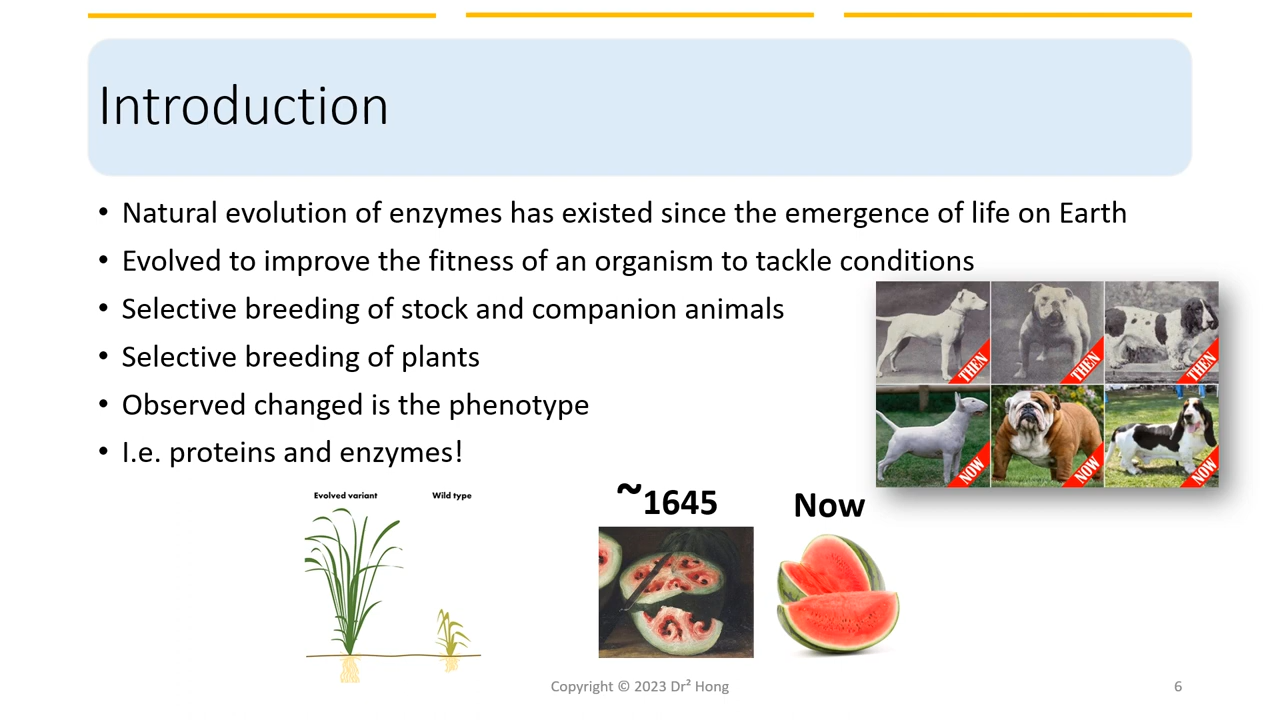 Introduction
• Natural evolution of enzymes has existed since the emergence of life on Earth
• Evolved to improve the fitness of an organism to tackle conditions
• Selective breeding of stock and companion animals
• Selective breeding of plants
• Observed changed is the phenotype
• I.e. proteins and enzymes!
THEN THEN THEN
NOW NOW NOW
Evolved variant Wild type
~1645 Now
Copyright © 2023 Dr² Hong 6